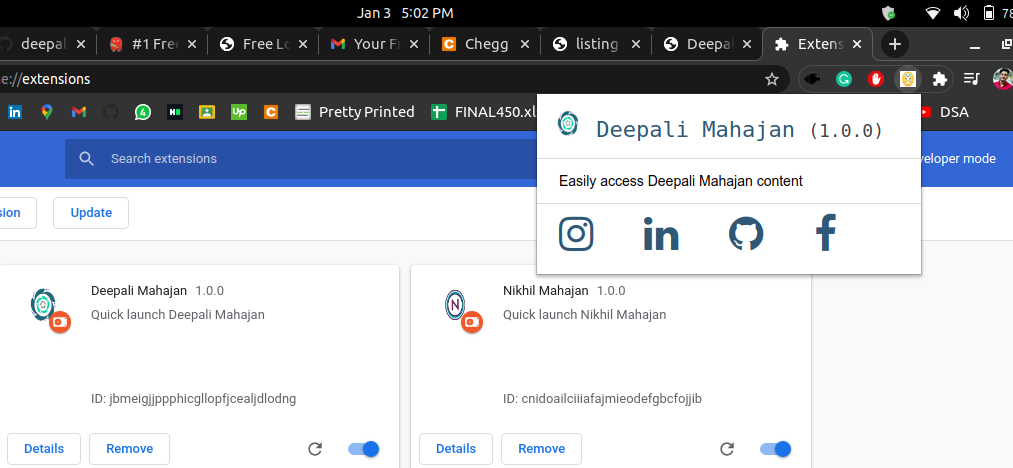 Jan 3 5:02 PM
78
deepal
#1 Free
Free Lo
Your Fr
Chegg
listing
Deepal
Extens
e://extensions
Up
Pretty Printed
FINAL450.xl
DSA
Search extensions
veloper mode
sion
Update
Deepali Mahajan (1.0.0)
Easily access Deepali Mahajan content
Deepali Mahajan 1.0.0
Quick launch Deepali Mahajan
ID: jbmeigjjppphicgllopfjcealjdlodng
Details
Remove
Nikhil Mahajan 1.0.0
Quick launch Nikhil Mahajan
ID: cnidoailciiiafajmieodefgbcfojjib
Details
Remove